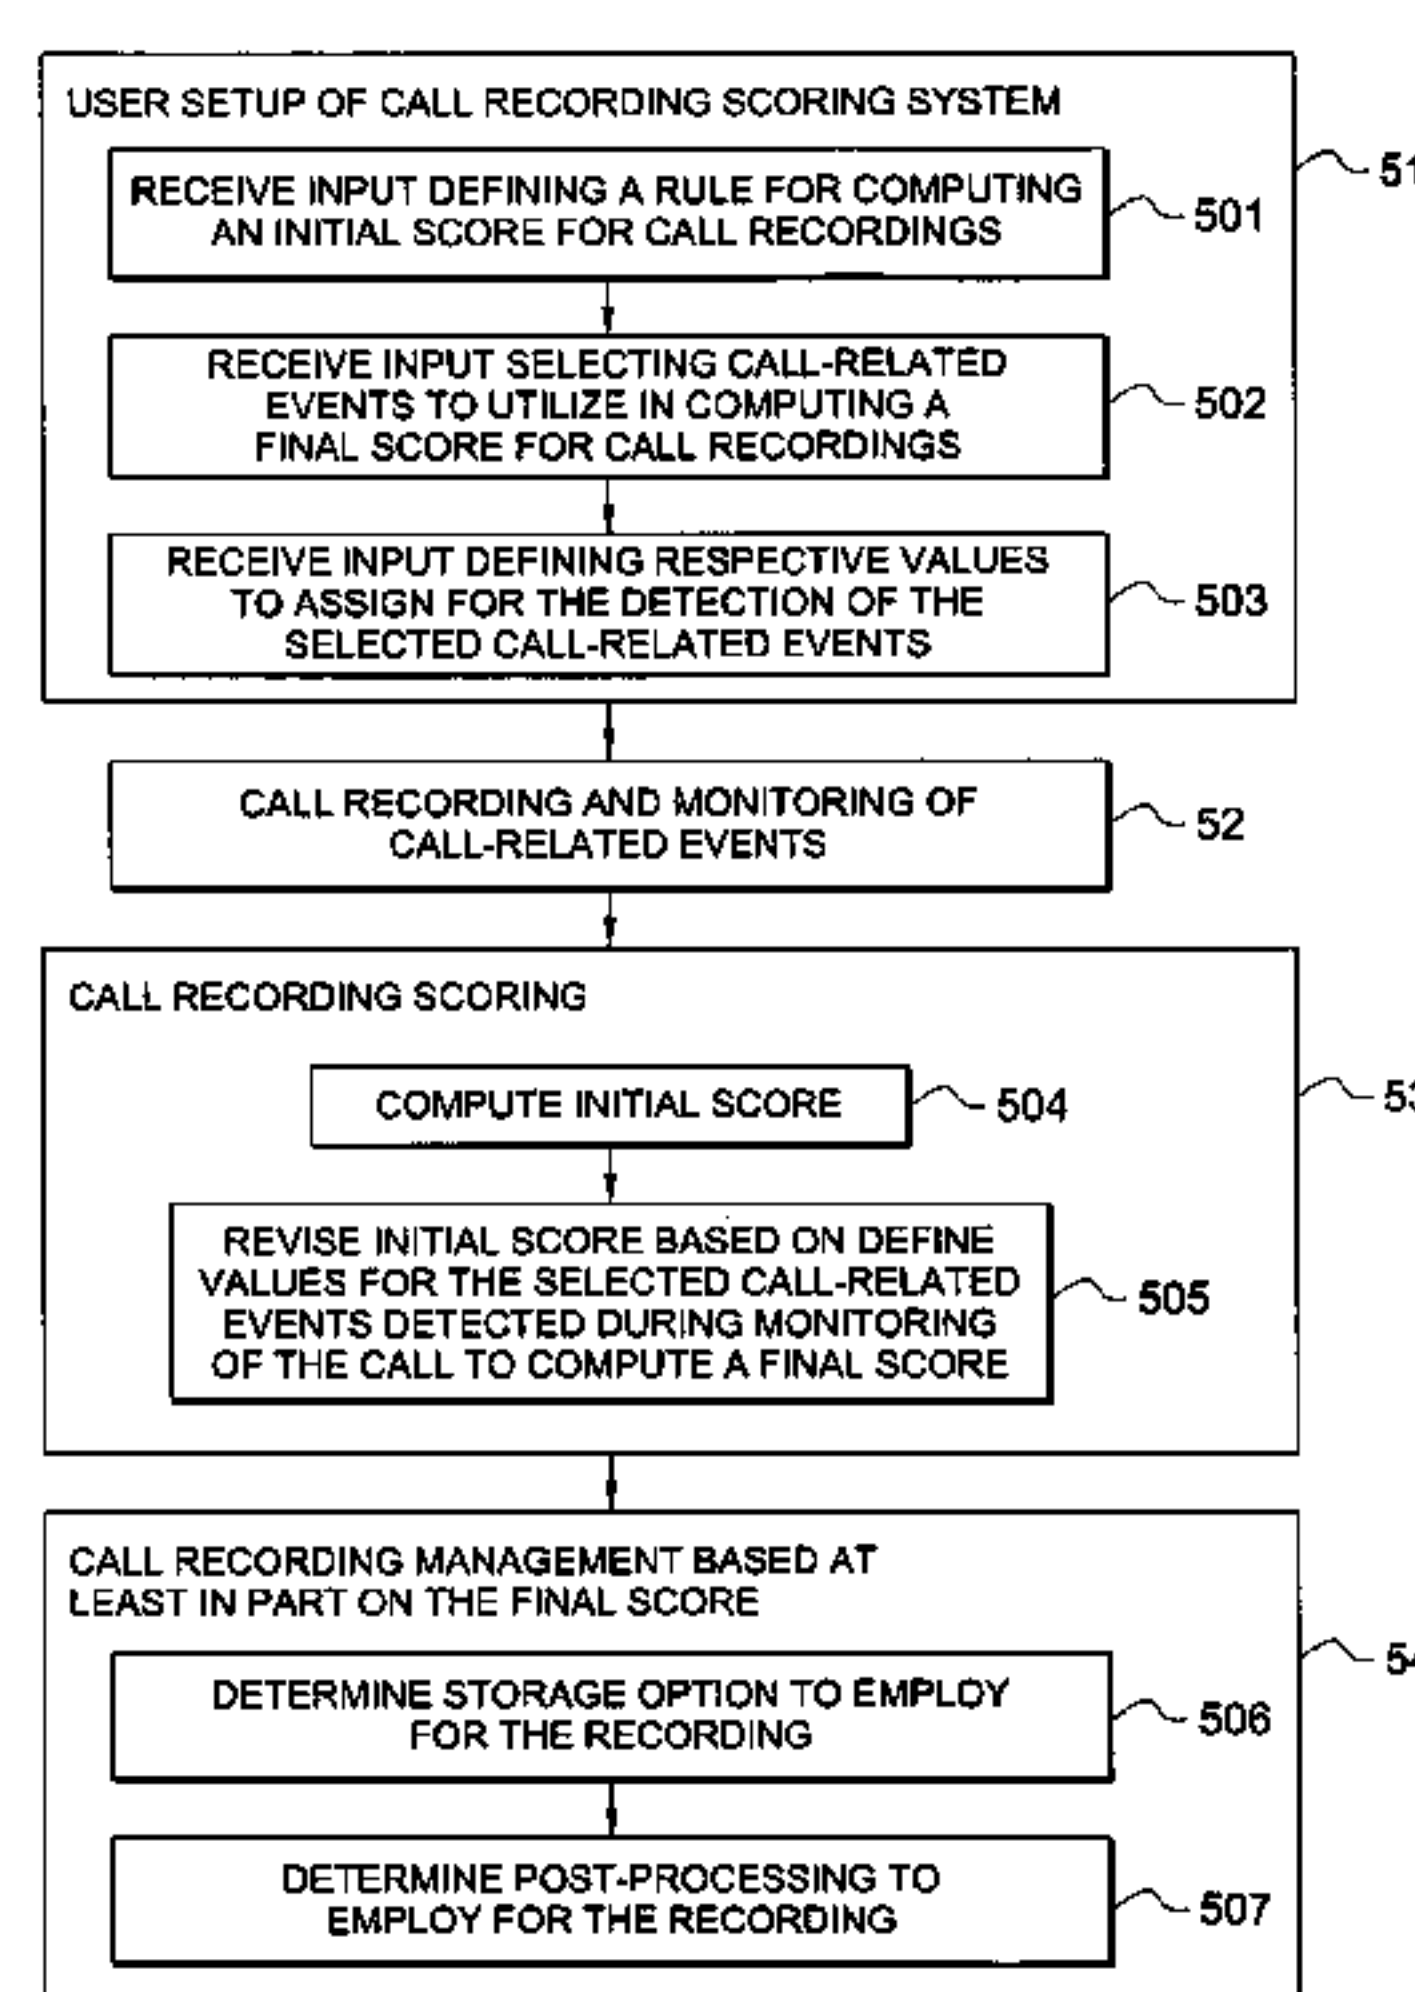 USER SETUP OF CALL RECORDING SCORING SYSTEM
51
RECEIVE INPUT DEFINING A RULE FOR COMPUTING
AN INITIAL SCORE FOR CALL RECORDINGS
501
RECEIVE INPUT SELECTING CALL-RELATED
EVENTS TO UTILIZE IN COMPUTING A
FINAL SCORE FOR CALL RECORDINGS
502
RECEIVE INPUT DEFINING RESPECTIVE VALUES
TO ASSIGN FOR THE DETECTION OF THE
SELECTED CALL-RELATED EVENTS
503
CALL RECORDING AND MONITORING OF
CALL-RELATED EVENTS
52
CALL RECORDING SCORING
53
COMPUTE INITIAL SCORE
504
REVISE INITIAL SCORE BASED ON DEFINE
VALUES FOR THE SELECTED CALL-RELATED
EVENTS DETECTED DURING MONITORING
OF THE CALL TO COMPUTE A FINAL SCORE
505
CALL RECORDING MANAGEMENT BASED AT
LEAST IN PART ON THE FINAL SCORE
54
DETERMINE STORAGE OPTION TO EMPLOY
FOR THE RECORDING
506
DETERMINE POST-PROCESSING TO
EMPLOY FOR THE RECORDING
507